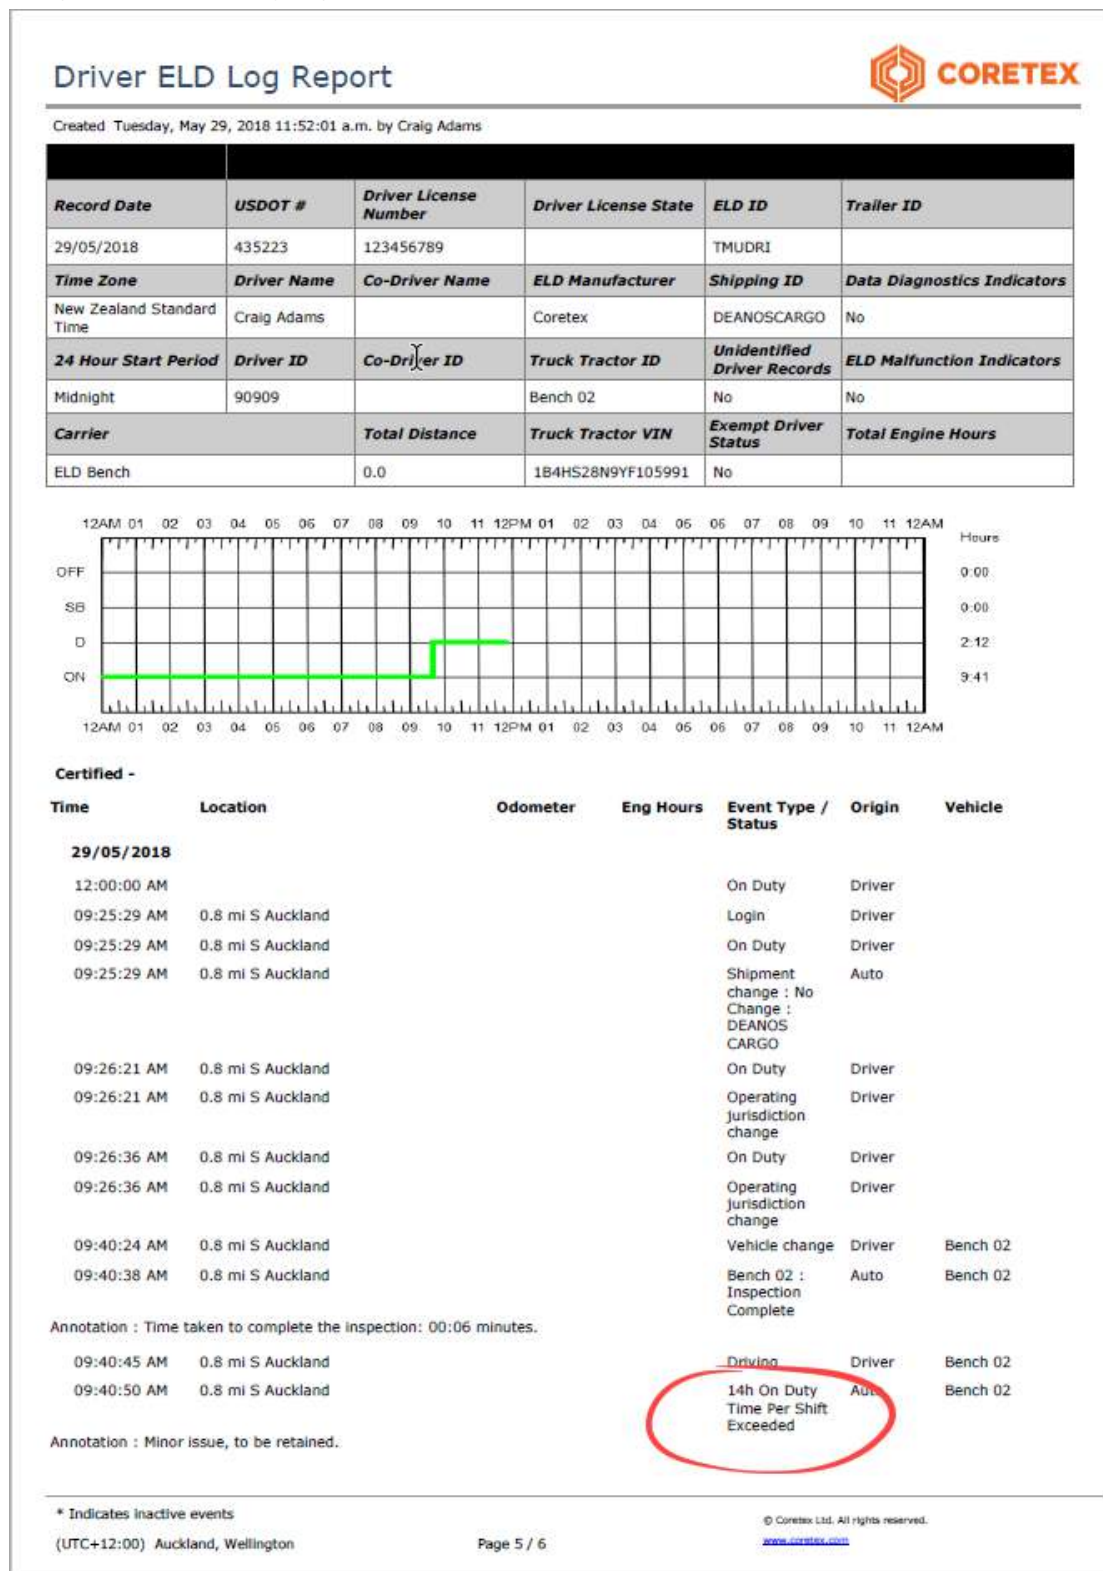 Driver ELD Log Report
CORETEX
Created Tuesday, May 29, 2018 11:52:01 a.m. by Craig Adams
Record Date USDOT # Driver License Number Driver License State ELD ID Trailer ID
29/05/2018 435223 123456789 TMUDRI
Time Zone Driver Name Co-Driver Name ELD Manufacturer Shipping ID Data Diagnostics Indicators
New Zealand Standard Time Craig Adams Coretex DEANOSCARGO No
24 Hour Start Period Driver ID Co-Driver ID Truck Tractor ID Unidentified Driver Records ELD Malfunction Indicators
Midnight 90909 Bench 02 No No
Carrier Total Distance Truck Tractor VIN Exempt Driver Status Total Engine Hours
ELD Bench 0.0 1B4HS28N9YF105991 No
12AM 01 02 03 04 05 06 07 08 09 10 11 12PM 01 02 03 04 05 06 07 08 09 10 11 12AM
Hours
OFF 0:00
SB 0:00
D 2:12
ON 9:41
12AM 01 02 03 04 05 06 07 08 09 10 11 12PM 01 02 03 04 05 06 07 08 09 10 11 12AM
Certified -
Time Location Odometer Eng Hours Event Type / Status Origin Vehicle
29/05/2018
12:00:00 AM On Duty Driver
09:25:29 AM 0.8 mi S Auckland Login Driver
09:25:29 AM 0.8 mi S Auckland On Duty Driver
09:25:29 AM 0.8 mi S Auckland Shipment Auto
change : No
Change :
DEANOS
CARGO
09:26:21 AM 0.8 mi S Auckland On Duty Driver
09:26:21 AM 0.8 mi S Auckland Operating Driver
jurisdiction
change
09:26:36 AM 0.8 mi S Auckland On Duty Driver
09:26:36 AM 0.8 mi S Auckland Operating Driver
jurisdiction
change
09:40:24 AM 0.8 mi S Auckland Vehicle change Driver Bench 02
09:40:38 AM 0.8 mi S Auckland Bench 02 : Auto Bench 02
Inspection
Complete
Annotation : Time taken to complete the inspection: 00:06 minutes.
09:40:45 AM 0.8 mi S Auckland Driving Driver Bench 02
09:40:50 AM 0.8 mi S Auckland 14h On Duty Auto Bench 02
Time Per Shift
Exceeded
Annotation : Minor issue, to be retained.
* Indicates inactive events
© Coretex Ltd. All rights reserved.
(UTC+12:00) Auckland, Wellington Page 5 / 6 www.coretex.com